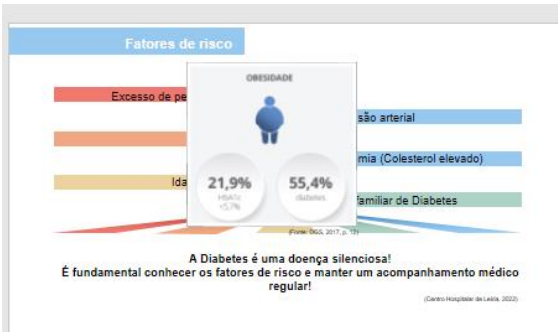 Fatores de risco
OBESIDADE
Excesso de pe
são arterial
mia (Colesterol elevado)
Ida
21,9%
55,4%
HbA1c
diabetes
<5,7%
familiar de Diabetes
(Fonte: DGS, 2017, p. 12)
A Diabetes é uma doença silenciosa!
É fundamental conhecer os fatores de risco e manter um acompanhamento médico
regular!
(Centro Hospitalar de Leiria, 2022)